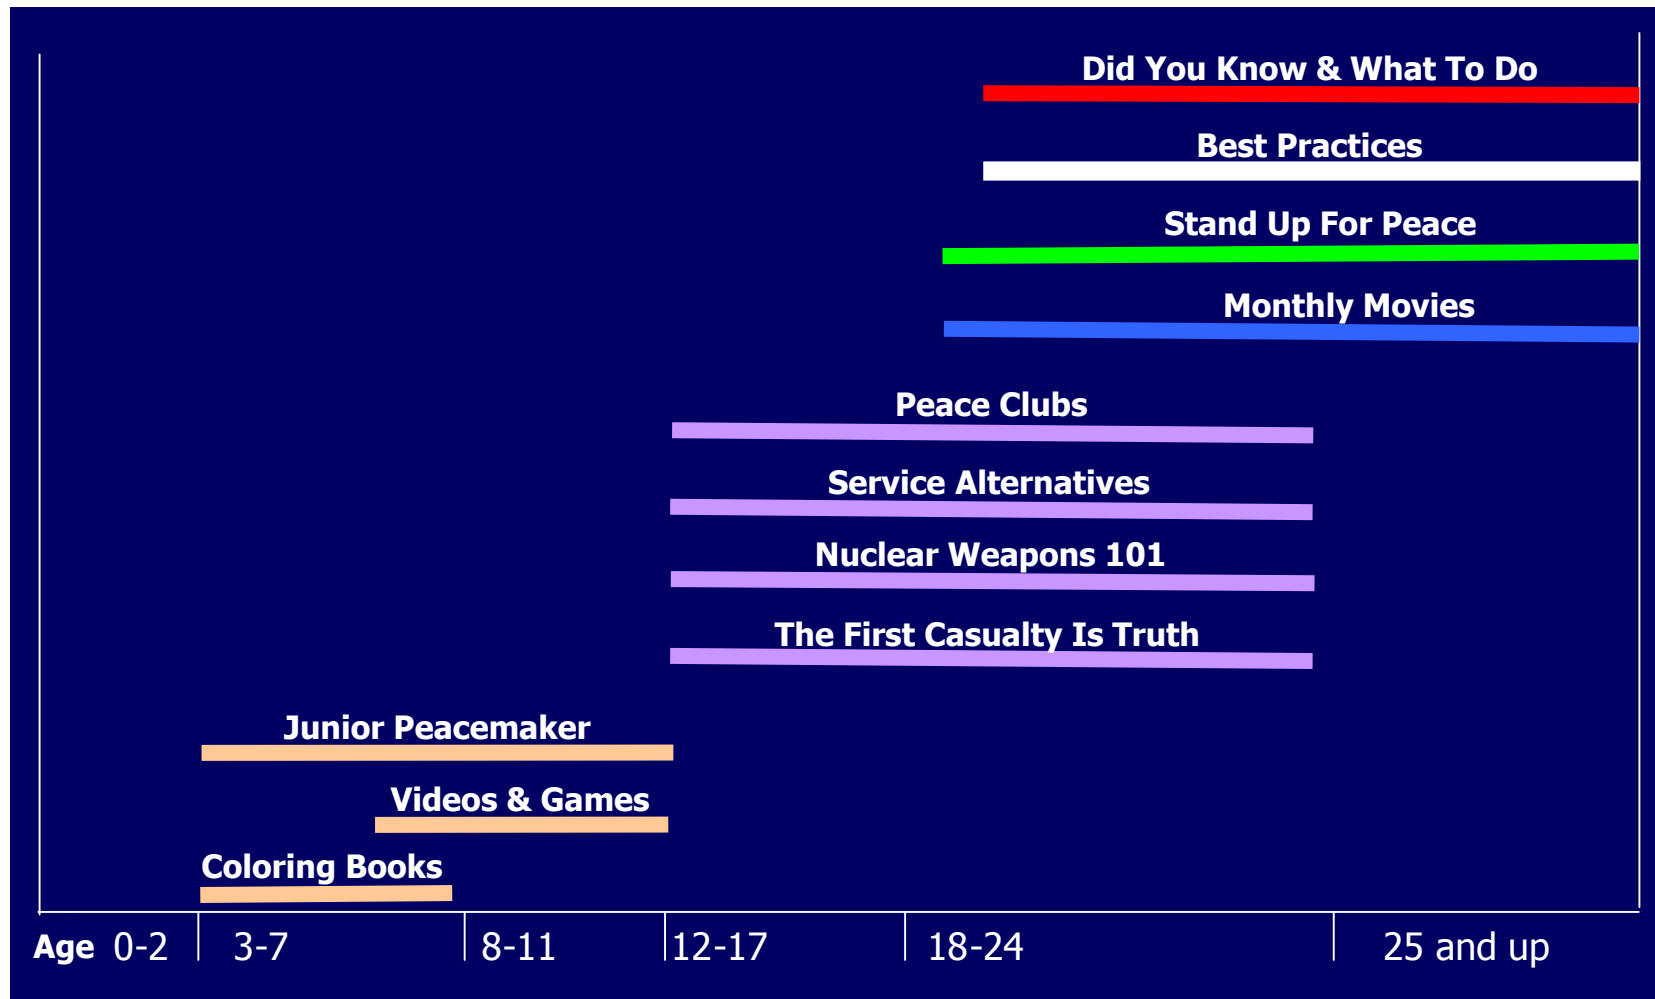 Did You Know & What To Do
Best Practices
Stand Up For Peace
Monthly Movies
Peace Clubs
Service Alternatives
Nuclear Weapons 101
The First Casualty Is Truth
Junior Peacemaker
Videos & Games
Coloring Books
Age 0-2 3-7 8-11 12-17 18-24 25 and up